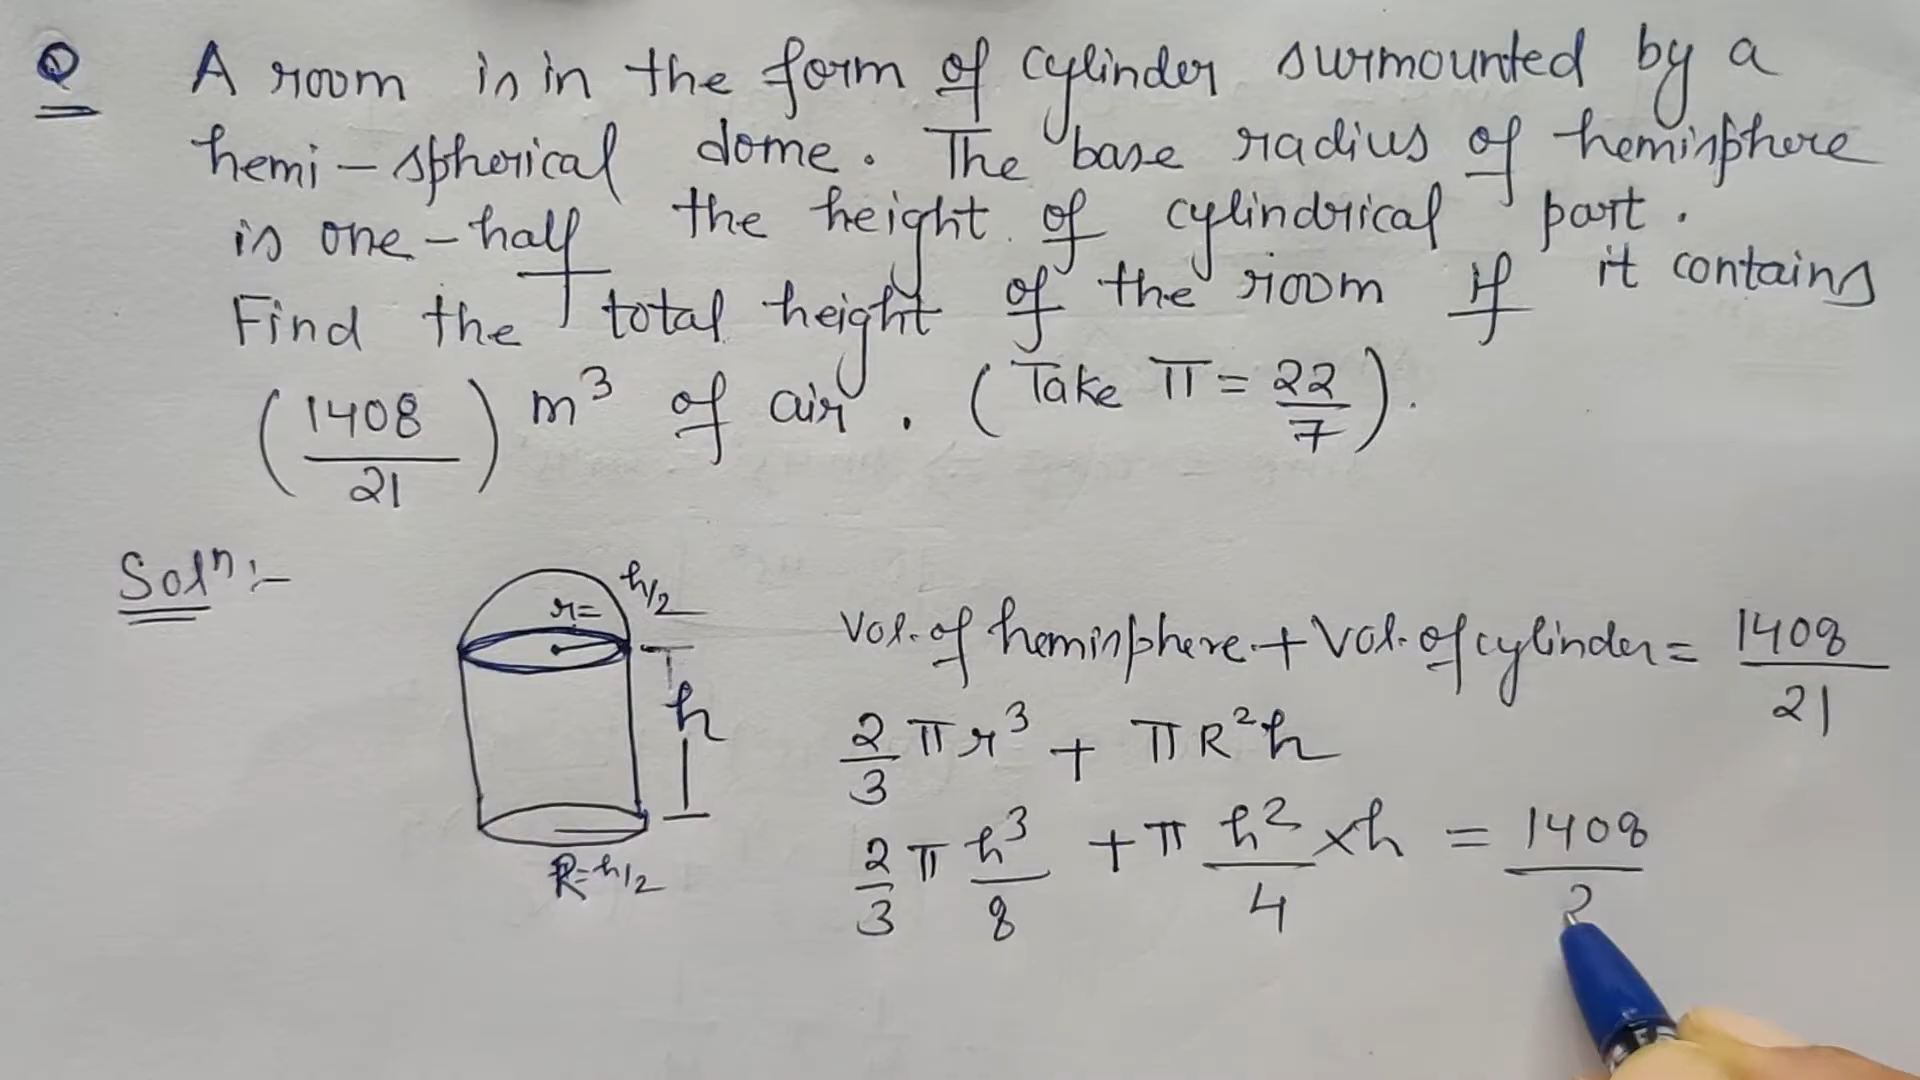 Q A room is in the form of cylinder surmounted by a
hemi-spherical dome. The base radius of hemisphere
is one-half the height of cylindrical part.
Find the total height of the room if it contains
(1408/21) m³ of air. (Take π = 22/7).
Solⁿ:-
r= h/2
h
R=h/2
Vol. of hemisphere + Vol. of cylinder = 1408/21
2/3 π r³ + π R² h
2/3 π h³/8 + π h²/4 × h = 1408/2